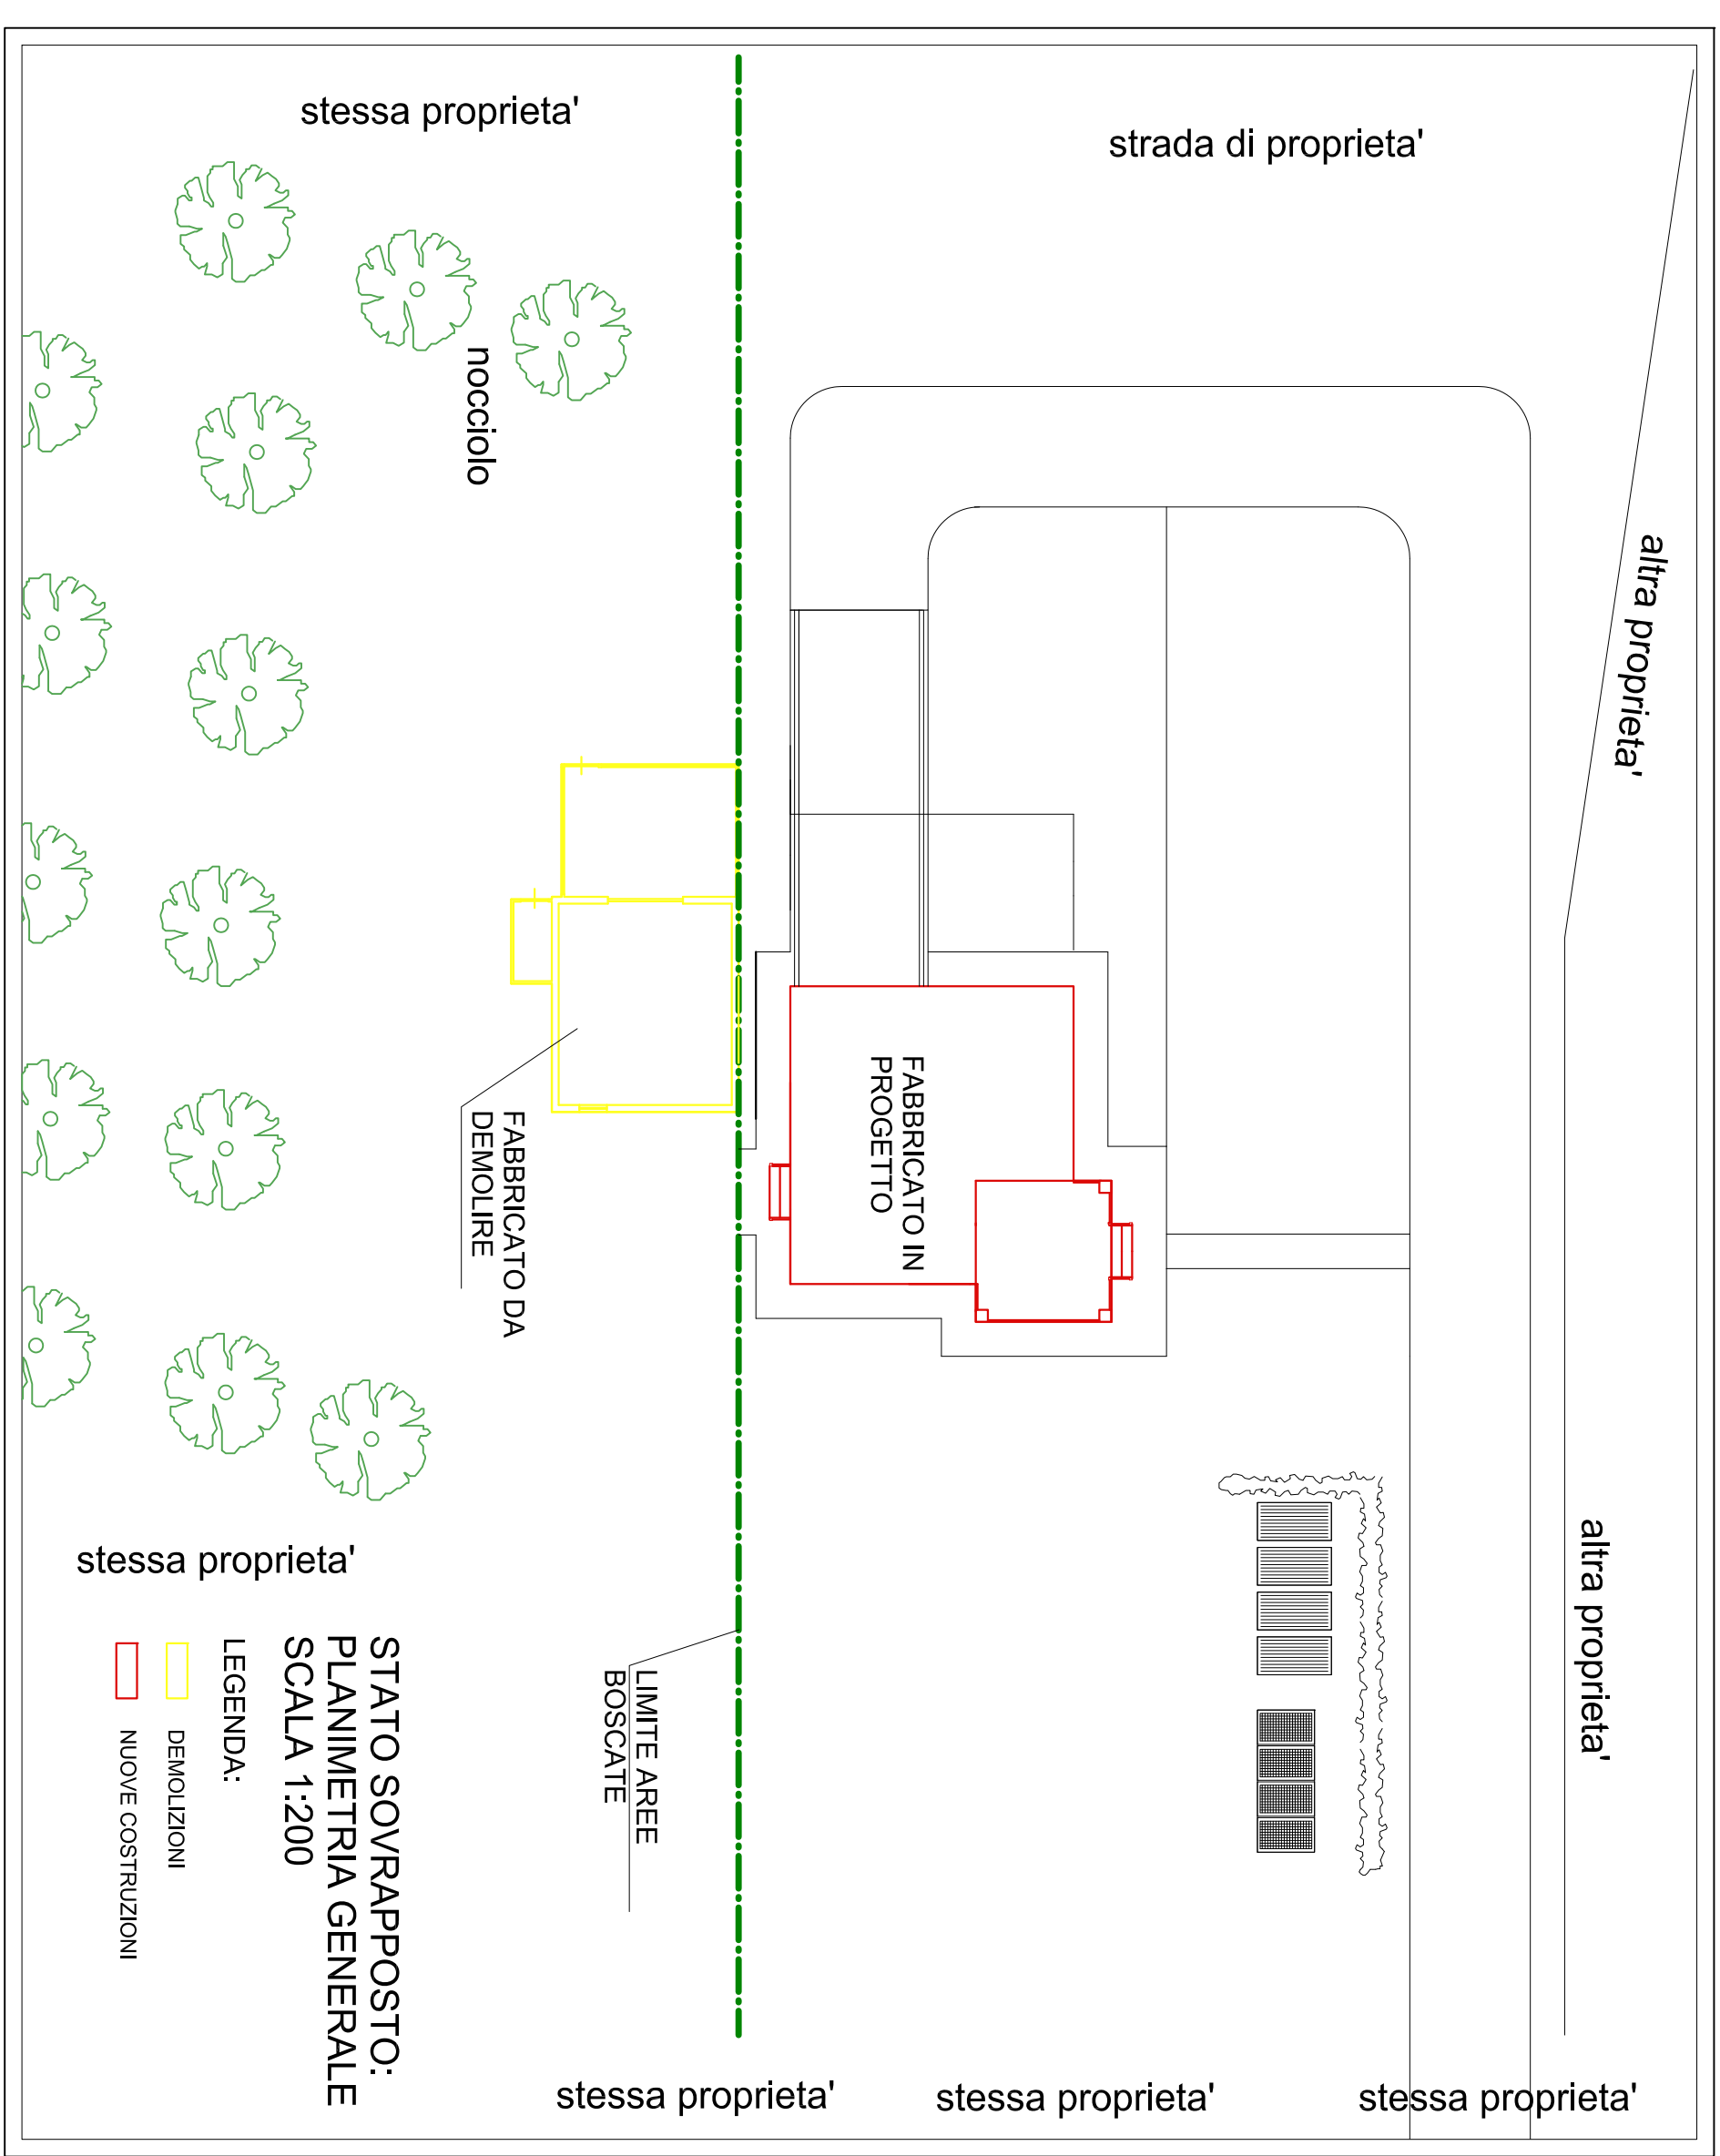 stessa proprieta'
strada di proprieta'
nocciolo
altra proprieta'
FABBRICATO IN
PROGETTO
FABBRICATO DA
DEMOLIRE
altra proprieta'
stessa proprieta'
LIMITE AREE
BOSCATE
STATO SOVRAPPOSTO:
PLANIMETRIA GENERALE
SCALA 1:200
LEGENDA:
DEMOLIZIONI
NUOVE COSTRUZIONI
stessa proprieta'
stessa proprieta'
stessa proprieta'